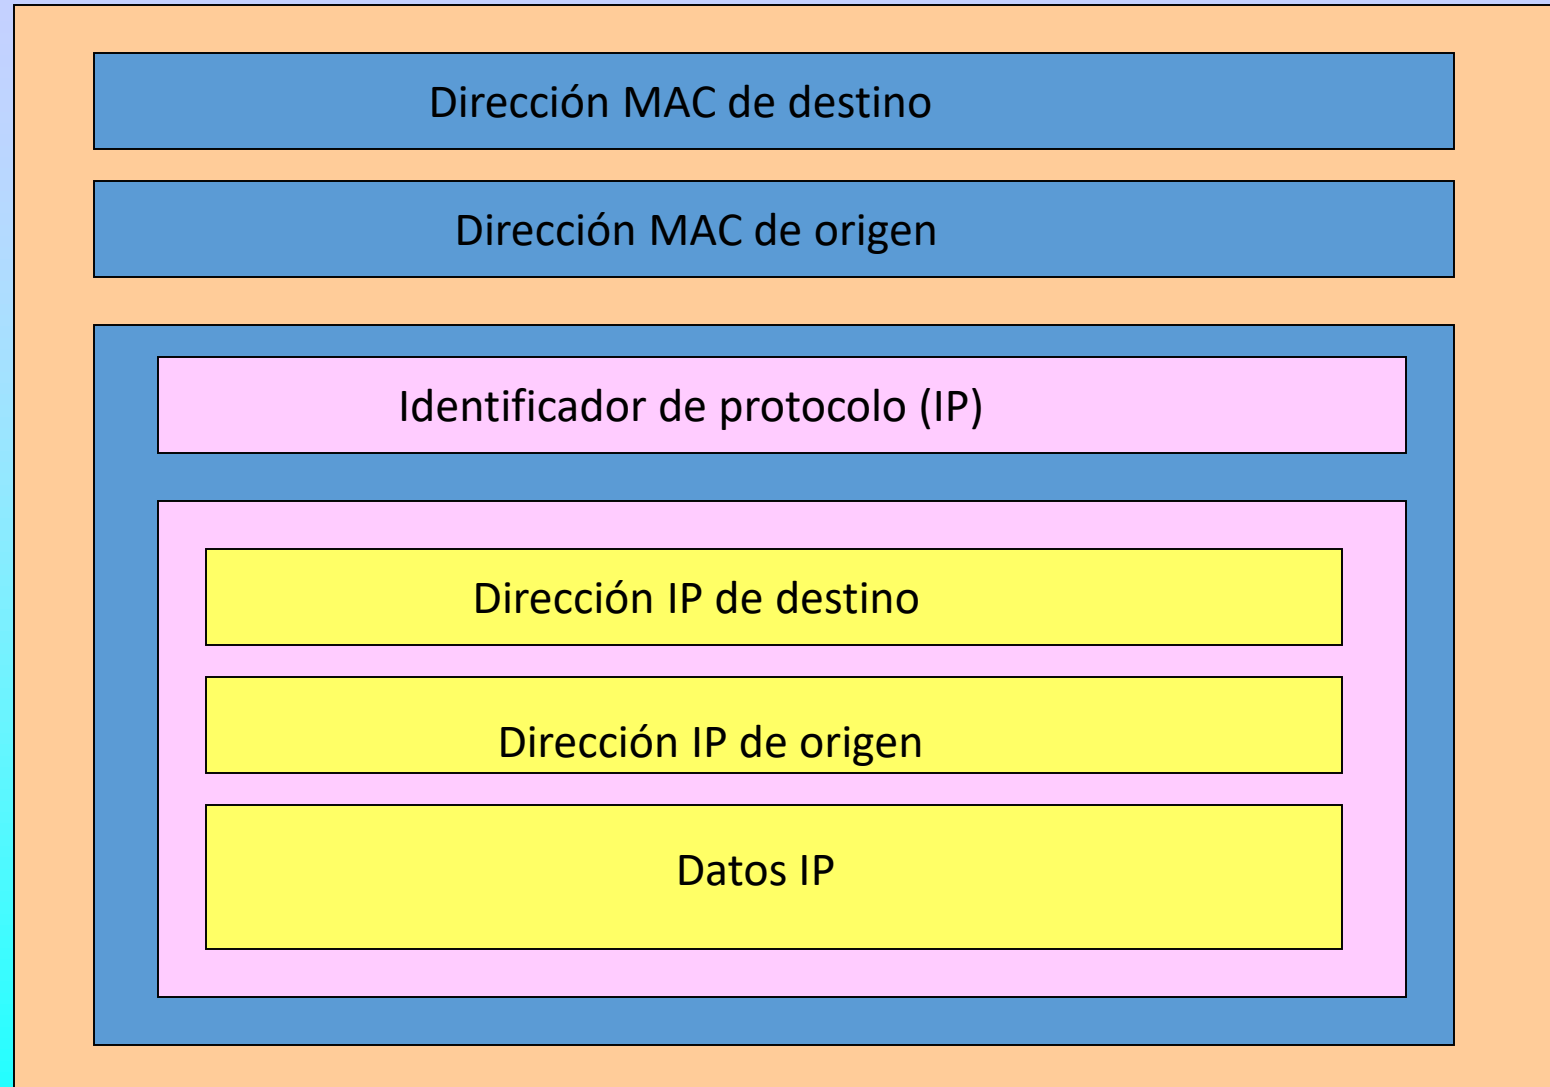 Dirección MAC de destino
Dirección MAC de origen
Identificador de protocolo (IP)
Dirección IP de destino
Dirección IP de origen
Datos IP